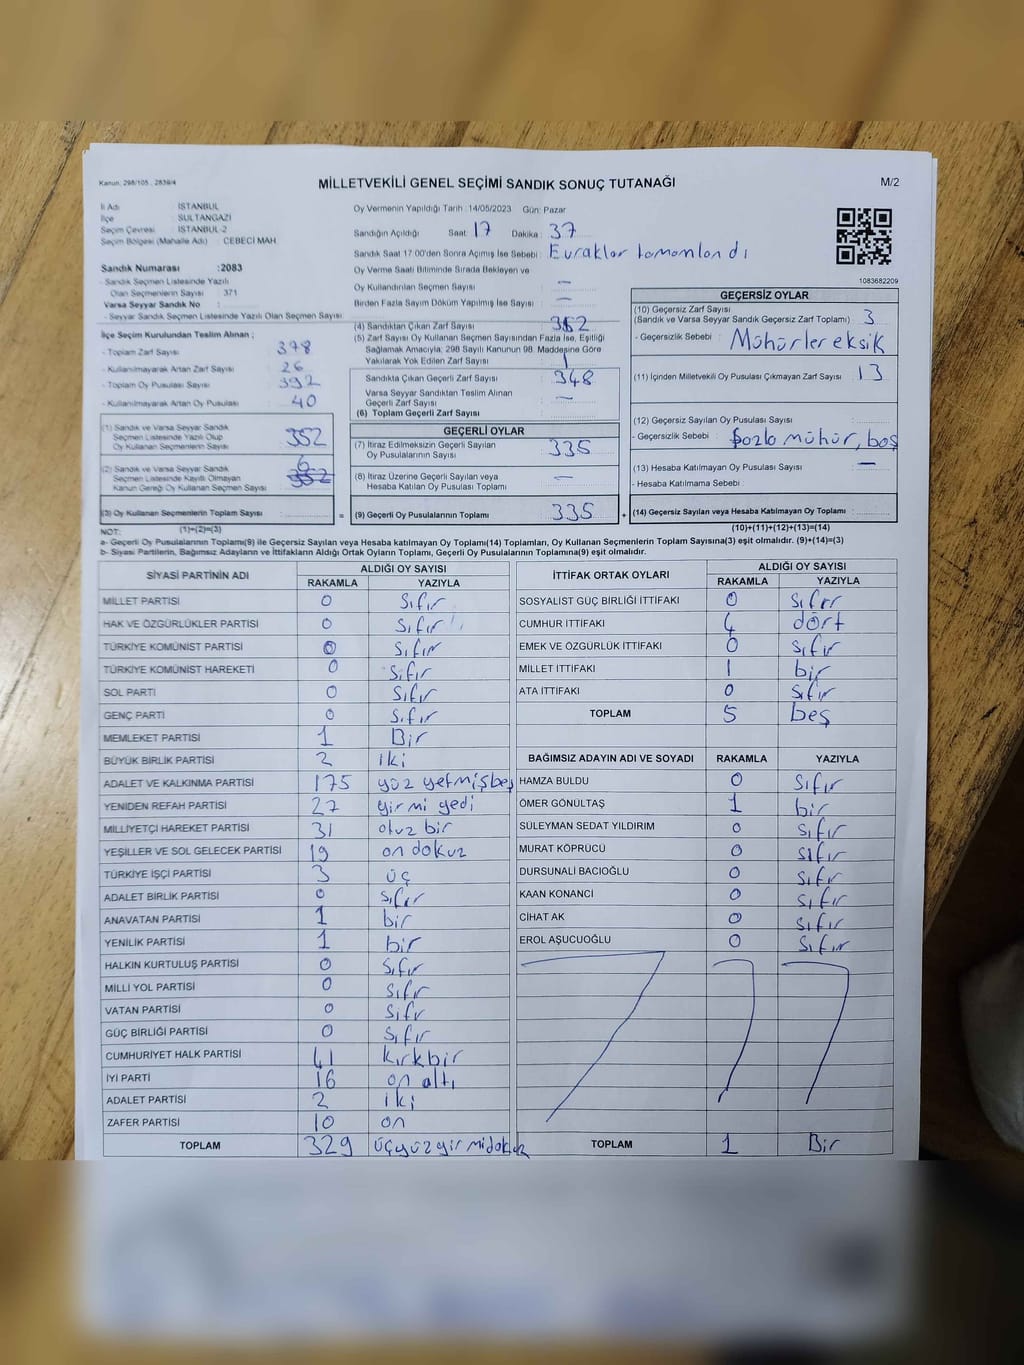 Kanun, 298/105 , 2839/4
MİLLETVEKİLİ GENEL SEÇİMİ SANDIK SONUÇ TUTANAĞI
M/2
İl Adı : İSTANBUL
İlçe : SULTANGAZİ
Seçim Çevresi : İSTANBUL-2
Seçim Bölgesi (Mahalle Adı) : CEBECİ MAH.
Oy Vermenin Yapıldığı Tarih : 14/05/2023 Gün: Pazar
Sandığın Açıldığı Saat: 17 Dakika: 37
Sandık Saat 17:00'den Sonra Açılmış İse Sebebi : Evraklar tamamlandı
Oy Verme Saati Bitiminde Sırada Bekleyen ve
Oy Kullandırılan Seçmen Sayısı : —
Birden Fazla Sayım Döküm Yapılmış İse Sayısı : —
1083682209
Sandık Numarası :2083
- Sandık Seçmen Listesinde Yazılı
Olan Seçmenlerin Sayısı : 371
Varsa Seyyar Sandık No :
- Seyyar Sandık Seçmen Listesinde Yazılı Olan Seçmen Sayısı :
İlçe Seçim Kurulundan Teslim Alınan ;
- Toplam Zarf Sayısı : 378
- Kullanılmayarak Artan Zarf Sayısı : 26
- Toplam Oy Pusulası Sayısı : 392
- Kullanılmayarak Artan Oy Pusulası : 40
(1) Sandık ve Varsa Seyyar Sandık
Seçmen Listesinde Yazılı Olup
Oy Kullanan Seçmenlerin Sayısı : 352
(2) Sandık ve Varsa Seyyar Sandık
Seçmen Listesinde Kayıtlı Olmayan
Kanun Gereği Oy Kullanan Seçmen Sayısı :
(3) Oy Kullanan Seçmenlerin Toplam Sayısı :
(1)+(2)=(3)
(4) Sandıktan Çıkan Zarf Sayısı :
(5) Zarf Sayısı Oy Kullanan Seçmen Sayısından Fazla İse, Eşitliği
Sağlamak Amacıyla; 298 Sayılı Kanunun 98. Maddesine Göre
Yakılarak Yok Edilen Zarf Sayısı : 1
Sandıkta Çıkan Geçerli Zarf Sayısı : 348
Varsa Seyyar Sandıktan Teslim Alınan
Geçerli Zarf Sayısı : —
(6) Toplam Geçerli Zarf Sayısı :
GEÇERLİ OYLAR
(7) İtiraz Edilmeksizin Geçerli Sayılan
Oy Pusulalarının Sayısı : 335
(8) İtiraz Üzerine Geçerli Sayılan veya
Hesaba Katılan Oy Pusulası Toplamı : —
= (9) Geçerli Oy Pusulalarının Toplamı : 335 +
GEÇERSİZ OYLAR
(10) Geçersiz Zarf Sayısı
(Sandık ve Varsa Seyyar Sandık Geçersiz Zarf Toplamı) : 3
- Geçersizlik Sebebi : Mühürler eksik
(11) İçinden Milletvekili Oy Pusulası Çıkmayan Zarf Sayısı : 13
(12) Geçersiz Sayılan Oy Pusulası Sayısı :
- Geçersizlik Sebebi : mühür, boş
(13) Hesaba Katılmayan Oy Pusulası Sayısı : —
- Hesaba Katılmama Sebebi :
(14) Geçersiz Sayılan veya Hesaba Katılmayan Oy Toplamı :
(10)+(11)+(12)+(13)=(14)
NOT:
a- Geçerli Oy Pusulalarının Toplamı(9) ile Geçersiz Sayılan veya Hesaba katılmayan Oy Toplamı(14) Toplamları, Oy Kullanan Seçmenlerin Toplam Sayısına(3) eşit olmalıdır. (9)+(14)=(3)
b- Siyasi Partilerin, Bağımsız Adayların ve İttifakların Aldığı Ortak Oyların Toplamı, Geçerli Oy Pusulalarının Toplamına(9) eşit olmalıdır.
SİYASİ PARTİNİN ADI ALDIĞI OY SAYISI
RAKAMLA YAZIYLA
MİLLET PARTİSİ 0 Sıfır
HAK VE ÖZGÜRLÜKLER PARTİSİ 0 Sıfır
TÜRKİYE KOMÜNİST PARTİSİ 0 Sıfır
TÜRKİYE KOMÜNİST HAREKETİ 0 Sıfır
SOL PARTİ 0 Sıfır
GENÇ PARTİ 0 Sıfır
MEMLEKET PARTİSİ 1 Bir
BÜYÜK BİRLİK PARTİSİ 2 iki
ADALET VE KALKINMA PARTİSİ 175 yüz yetmişbeş
YENİDEN REFAH PARTİSİ 27 yirmi yedi
MİLLİYETÇİ HAREKET PARTİSİ 31 otuz bir
YEŞİLLER VE SOL GELECEK PARTİSİ 19 on dokuz
TÜRKİYE İŞÇİ PARTİSİ 3 üç
ADALET BİRLİK PARTİSİ 0 sıfır
ANAVATAN PARTİSİ 1 bir
YENİLİK PARTİSİ 1 bir
HALKIN KURTULUŞ PARTİSİ 0 Sıfır
MİLLİ YOL PARTİSİ 0 Sıfır
VATAN PARTİSİ 0 Sıfır
GÜÇ BİRLİĞİ PARTİSİ 0 Sıfır
CUMHURİYET HALK PARTİSİ 41 kırkbir
İYİ PARTİ 16 on altı
ADALET PARTİSİ 2 iki
ZAFER PARTİSİ 10 on
TOPLAM 329 üçyüzyirmidokuz
İTTİFAK ORTAK OYLARI ALDIĞI OY SAYISI
RAKAMLA YAZIYLA
SOSYALİST GÜÇ BİRLİĞİ İTTİFAKI 0 Sıfır
CUMHUR İTTİFAKI 4 dört
EMEK VE ÖZGÜRLÜK İTTİFAKI 0 Sıfır
MİLLET İTTİFAKI 1 bir
ATA İTTİFAKI 0 Sıfır
TOPLAM 5 beş
BAĞIMSIZ ADAYIN ADI VE SOYADI RAKAMLA YAZIYLA
HAMZA BULDU 0 Sıfır
ÖMER GÖNÜLTAŞ 1 bir
SÜLEYMAN SEDAT YILDIRIM 0 Sıfır
MURAT KÖPRÜCÜ 0 Sıfır
DURSUNALİ BACIOĞLU 0 Sıfır
KAAN KONANCI 0 Sıfır
CİHAT AK 0 Sıfır
EROL AŞUCUOĞLU 0 Sıfır
TOPLAM 1 Bir